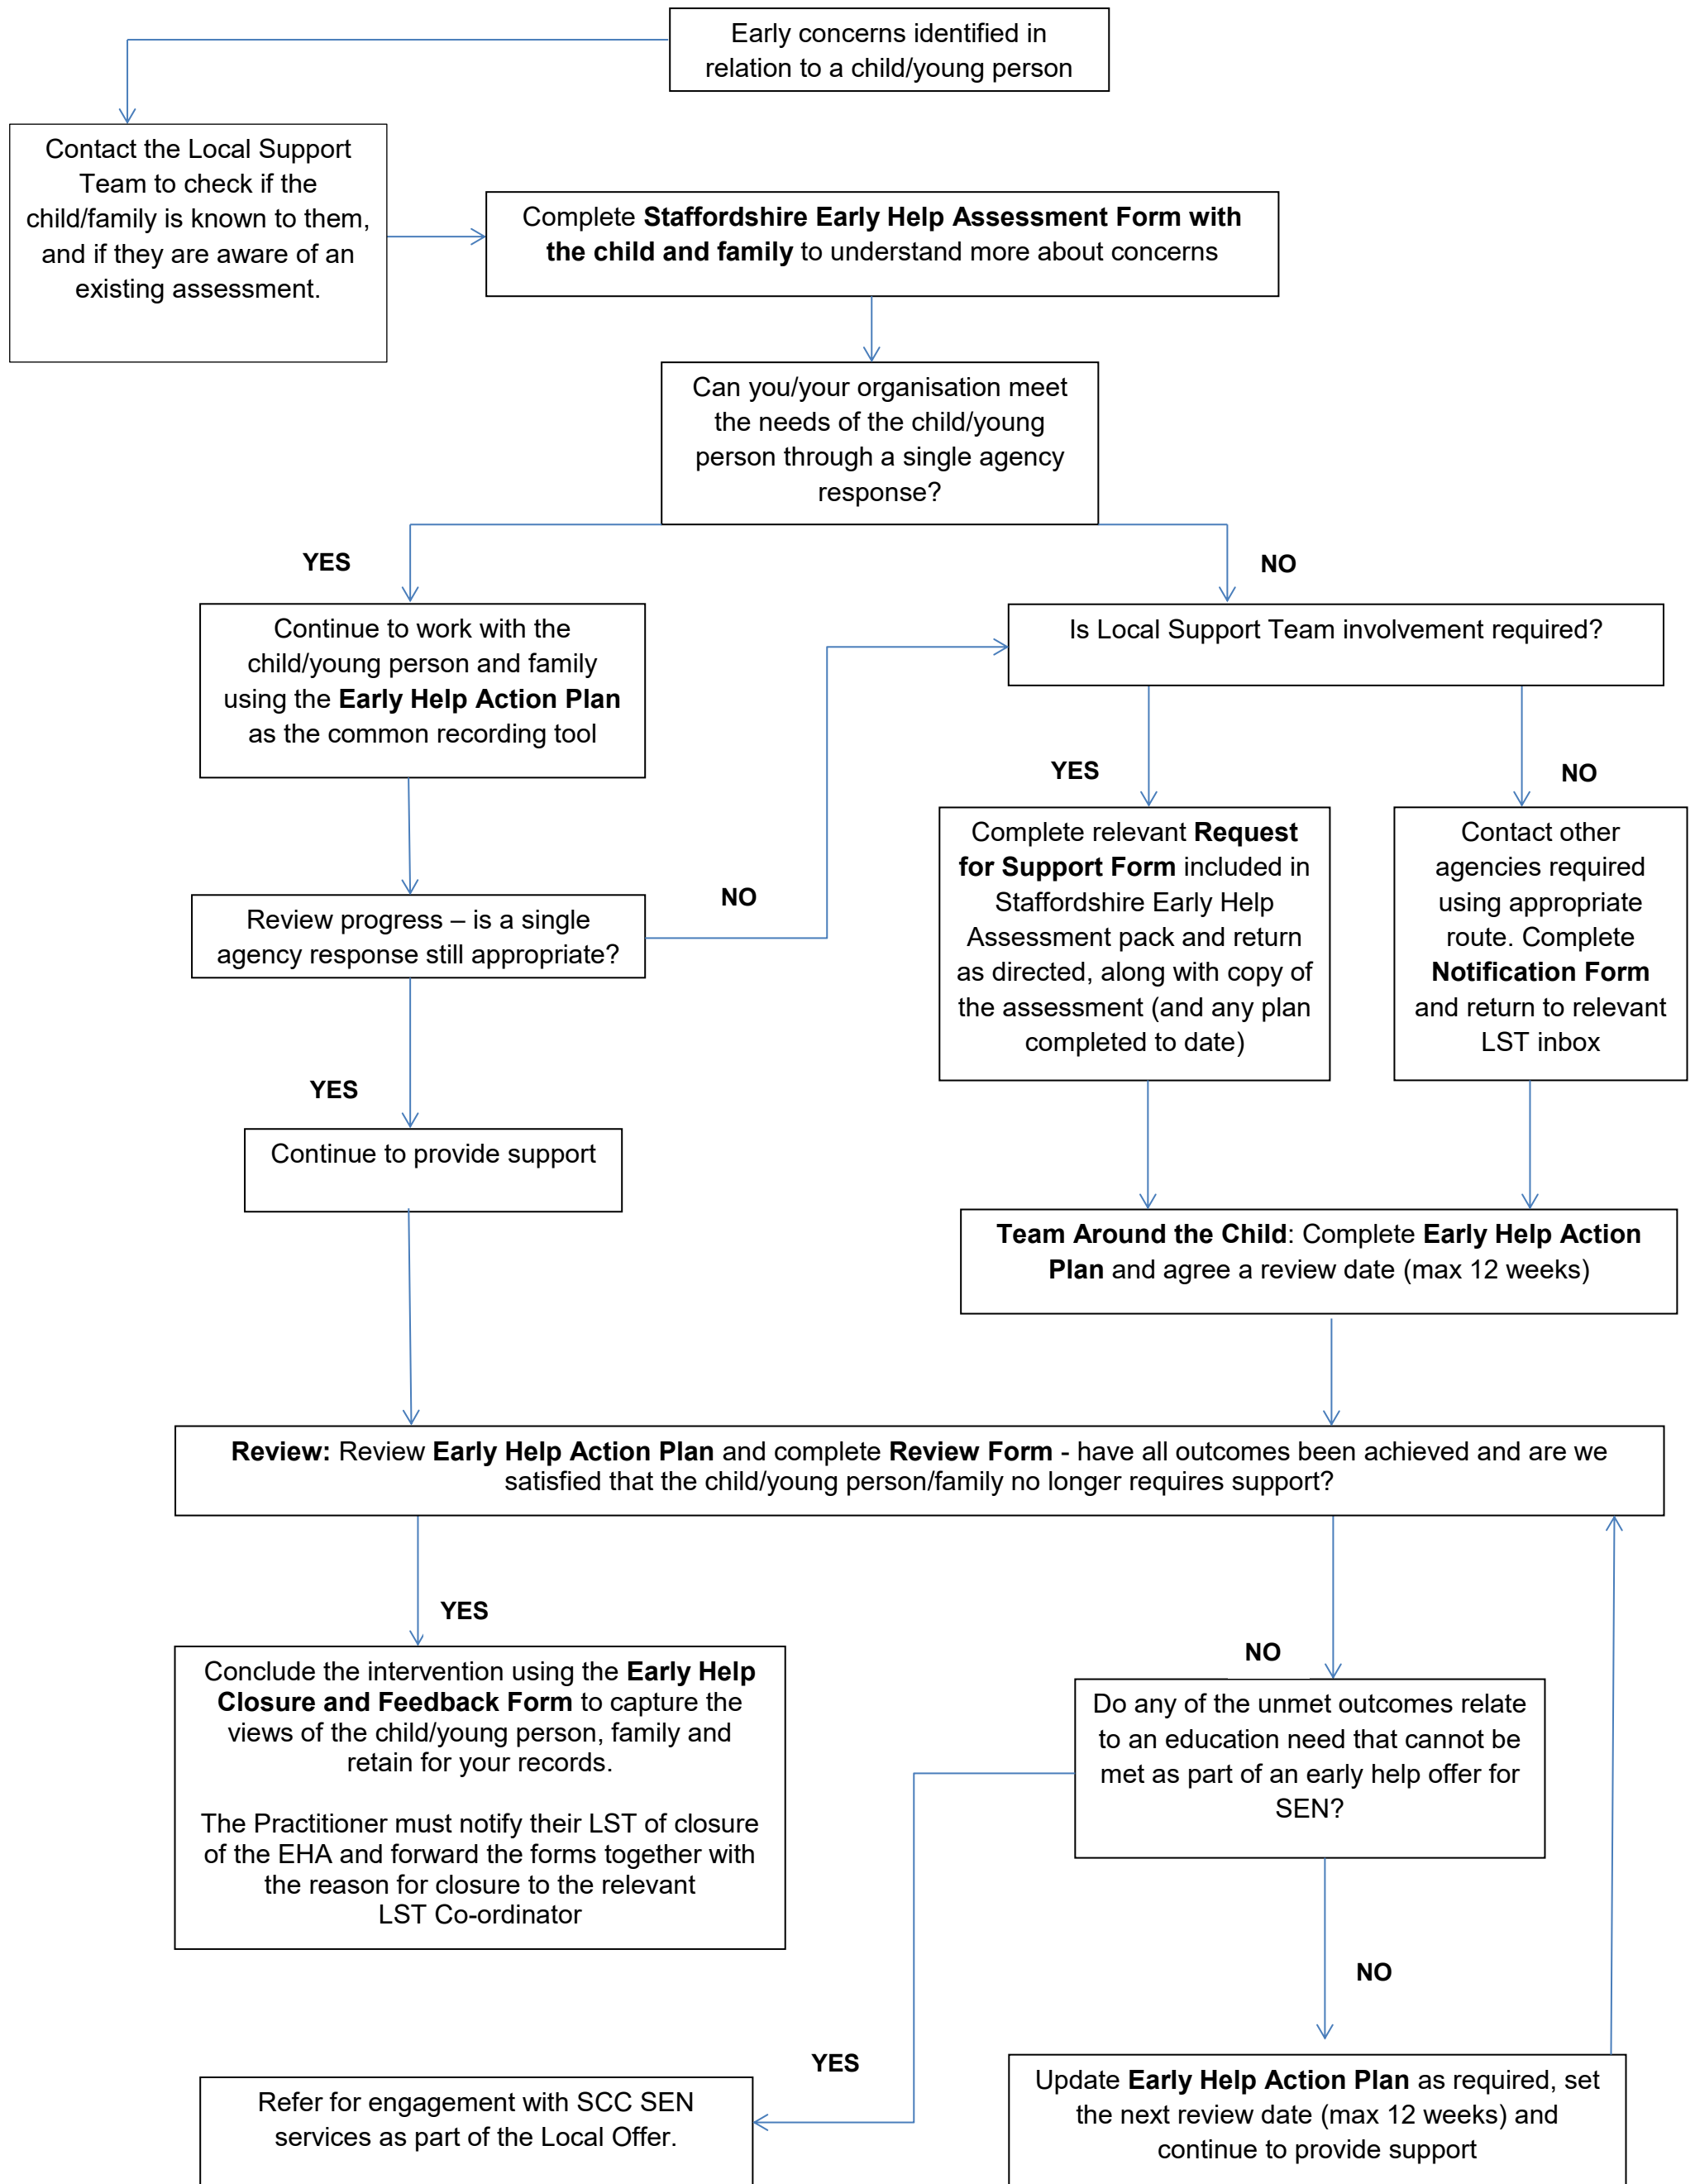 Early concerns identified in
relation to a child/young person
Contact the Local Support
Team to check if the
child/family is known to them,
and if they are aware of an
existing assessment.
Complete Staffordshire Early Help Assessment Form with
the child and family to understand more about concerns
Can you/your organisation meet
the needs of the child/young
person through a single agency
response?
YES
NO
Continue to work with the
child/young person and family
using the Early Help Action Plan
as the common recording tool
Is Local Support Team involvement required?
YES
NO
Complete relevant Request
for Support Form included in
Staffordshire Early Help
Assessment pack and return
as directed, along with copy of
the assessment (and any plan
completed to date)
Contact other
agencies required
using appropriate
route. Complete
Notification Form
and return to relevant
LST inbox
Review progress – is a single
agency response still appropriate?
NO
YES
Continue to provide support
Team Around the Child: Complete Early Help Action
Plan and agree a review date (max 12 weeks)
Review: Review Early Help Action Plan and complete Review Form - have all outcomes been achieved and are we
satisfied that the child/young person/family no longer requires support?
YES
NO
Conclude the intervention using the Early Help
Closure and Feedback Form to capture the
views of the child/young person, family and
retain for your records.
The Practitioner must notify their LST of closure
of the EHA and forward the forms together with
the reason for closure to the relevant
LST Co-ordinator
Do any of the unmet outcomes relate
to an education need that cannot be
met as part of an early help offer for
SEN?
NO
YES
Refer for engagement with SCC SEN
services as part of the Local Offer.
Update Early Help Action Plan as required, set
the next review date (max 12 weeks) and
continue to provide support